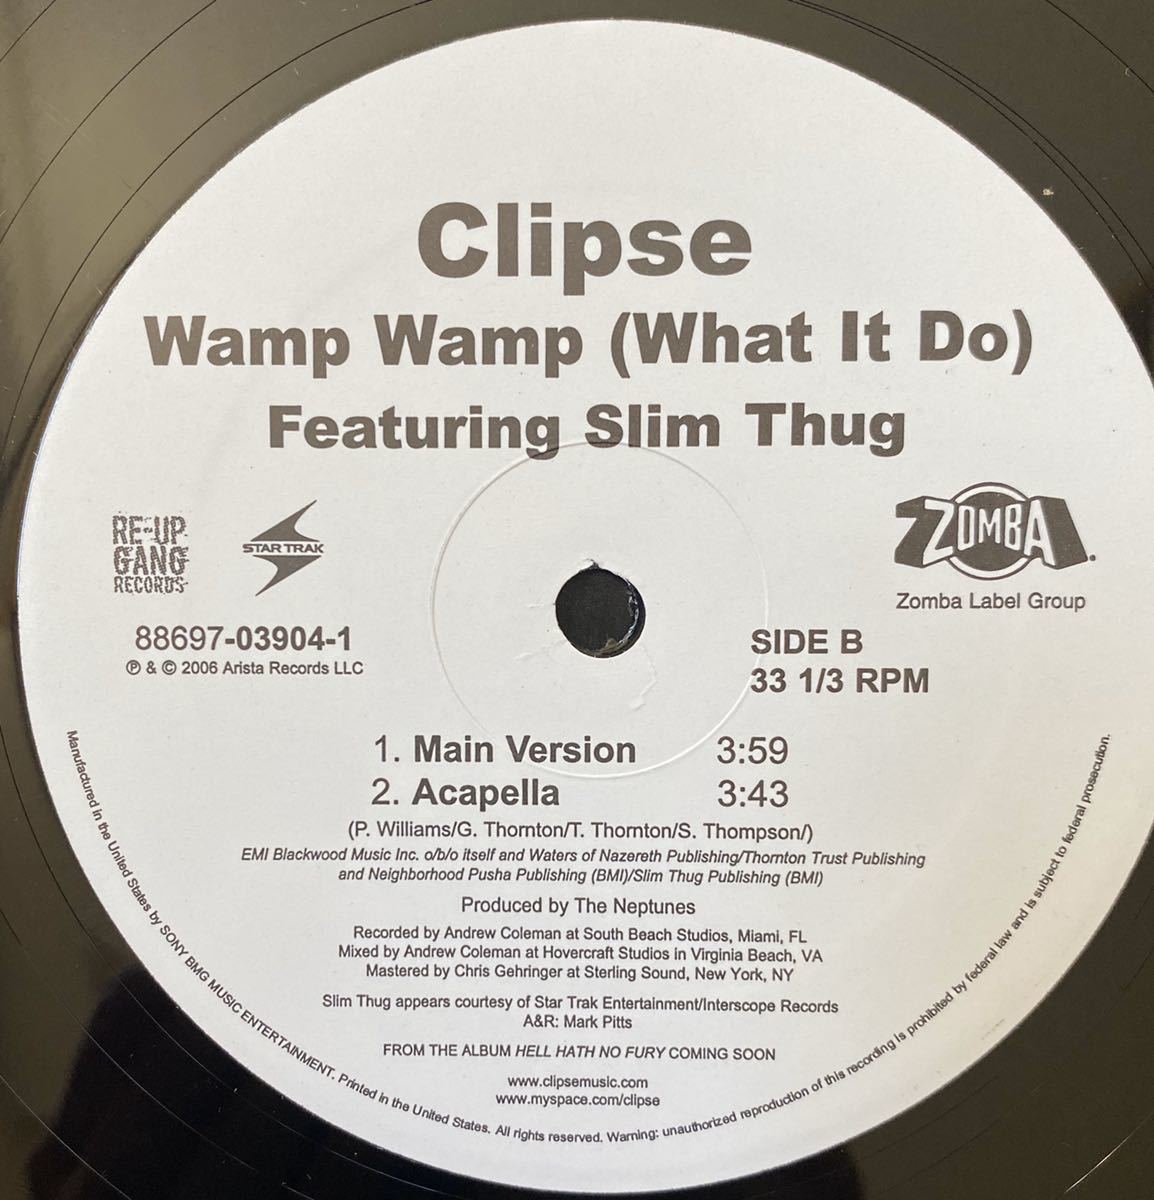 Clipse
Wamp Wamp (What It Do)
Featuring Slim Thug
RE-UP
GANG
RECORDS
STAR TRAK
ZOMBA
Zomba Label Group
88697-03904-1
℗ & © 2006 Arista Records LLC
SIDE B
33 1/3 RPM
1. Main Version 3:59
2. Acapella 3:43
(P. Williams/G. Thornton/T. Thornton/S. Thompson/)
EMI Blackwood Music Inc. o/b/o itself and Waters of Nazereth Publishing/Thornton Trust Publishing
and Neighborhood Pusha Publishing (BMI)/Slim Thug Publishing (BMI)
Produced by The Neptunes
Recorded by Andrew Coleman at South Beach Studios, Miami, FL
Mixed by Andrew Coleman at Hovercraft Studios in Virginia Beach, VA
Mastered by Chris Gehringer at Sterling Sound, New York, NY
Slim Thug appears courtesy of Star Trak Entertainment/Interscope Records
A&R: Mark Pitts
FROM THE ALBUM HELL HATH NO FURY COMING SOON
www.clipsemusic.com
www.myspace.com/clipse
Manufactured in the United States by SONY BMG MUSIC ENTERTAINMENT. Printed in the United States. All rights reserved. Warning: unauthorized reproduction of this recording is prohibited by federal law and is subject to federal prosecution.